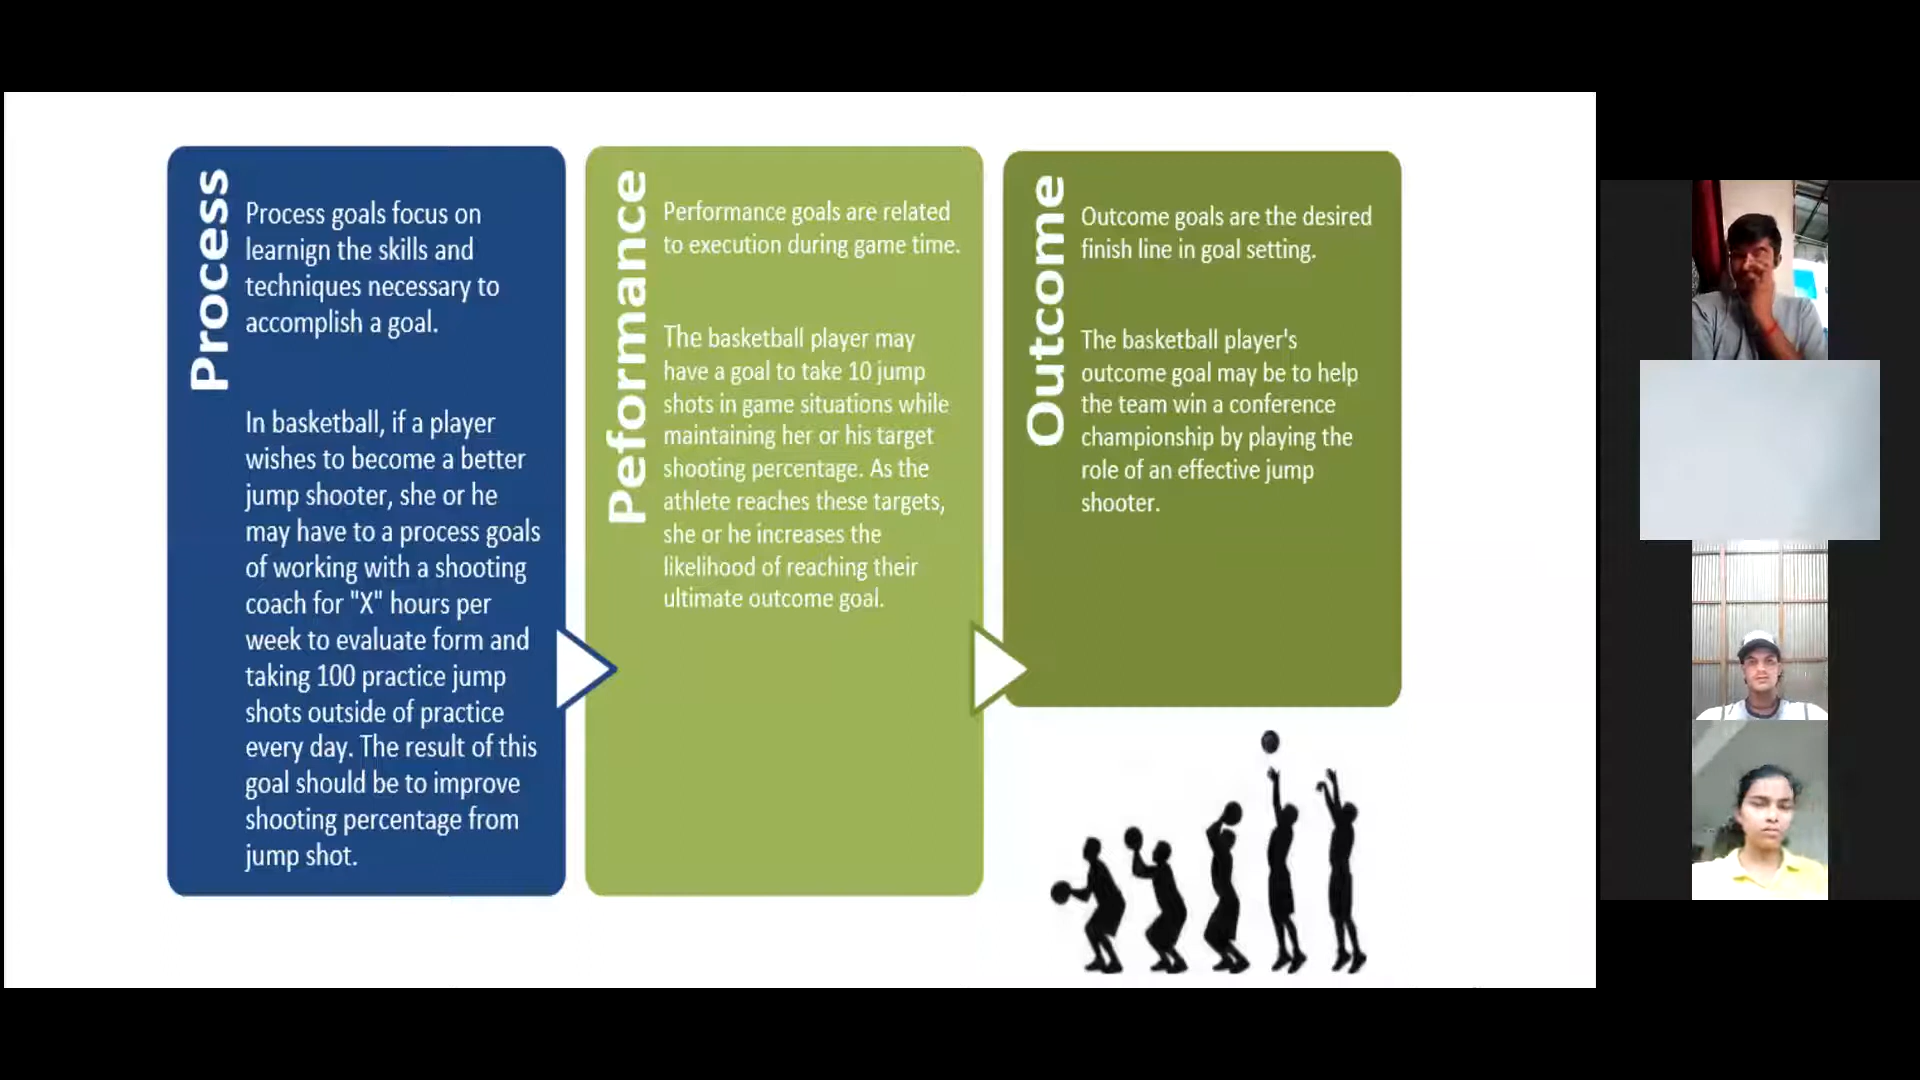 Process
Process goals focus on
learnign the skills and
techniques necessary to
accomplish a goal.
In basketball, if a player
wishes to become a better
jump shooter, she or he
may have to a process goals
of working with a shooting
coach for "X" hours per
week to evaluate form and
taking 100 practice jump
shots outside of practice
every day. The result of this
goal should be to improve
shooting percentage from
jump shot.
Peformance
Performance goals are related
to execution during game time.
The basketball player may
have a goal to take 10 jump
shots in game situations while
maintaining her or his target
shooting percentage. As the
athlete reaches these targets,
she or he increases the
likelihood of reaching their
ultimate outcome goal.
Outcome
Outcome goals are the desired
finish line in goal setting.
The basketball player's
outcome goal may be to help
the team win a conference
championship by playing the
role of an effective jump
shooter.